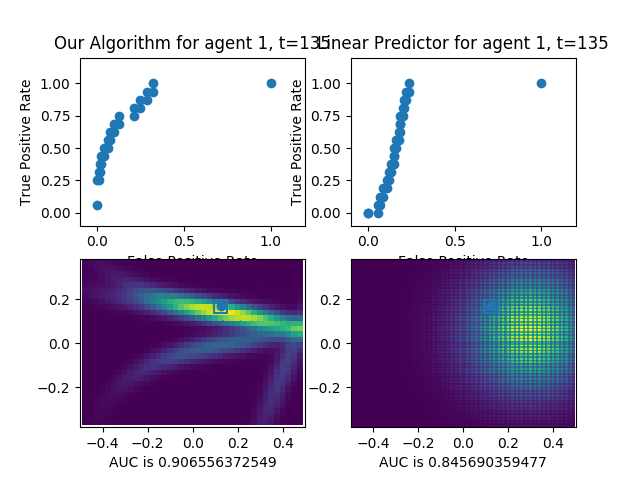 Our Algorithm for agent 1, t=135
Linear Predictor for agent 1, t=135
True Positive Rate
1.00
0.75
0.50
0.25
0.00
0.0 0.5 1.0
False Positive Rate
True Positive Rate
1.00
0.75
0.50
0.25
0.00
0.0 0.5 1.0
False Positive Rate
0.2
0.0
−0.2
−0.4 −0.2 0.0 0.2 0.4
AUC is 0.906556372549
0.2
0.0
−0.2
−0.4 −0.2 0.0 0.2 0.4
AUC is 0.845690359477